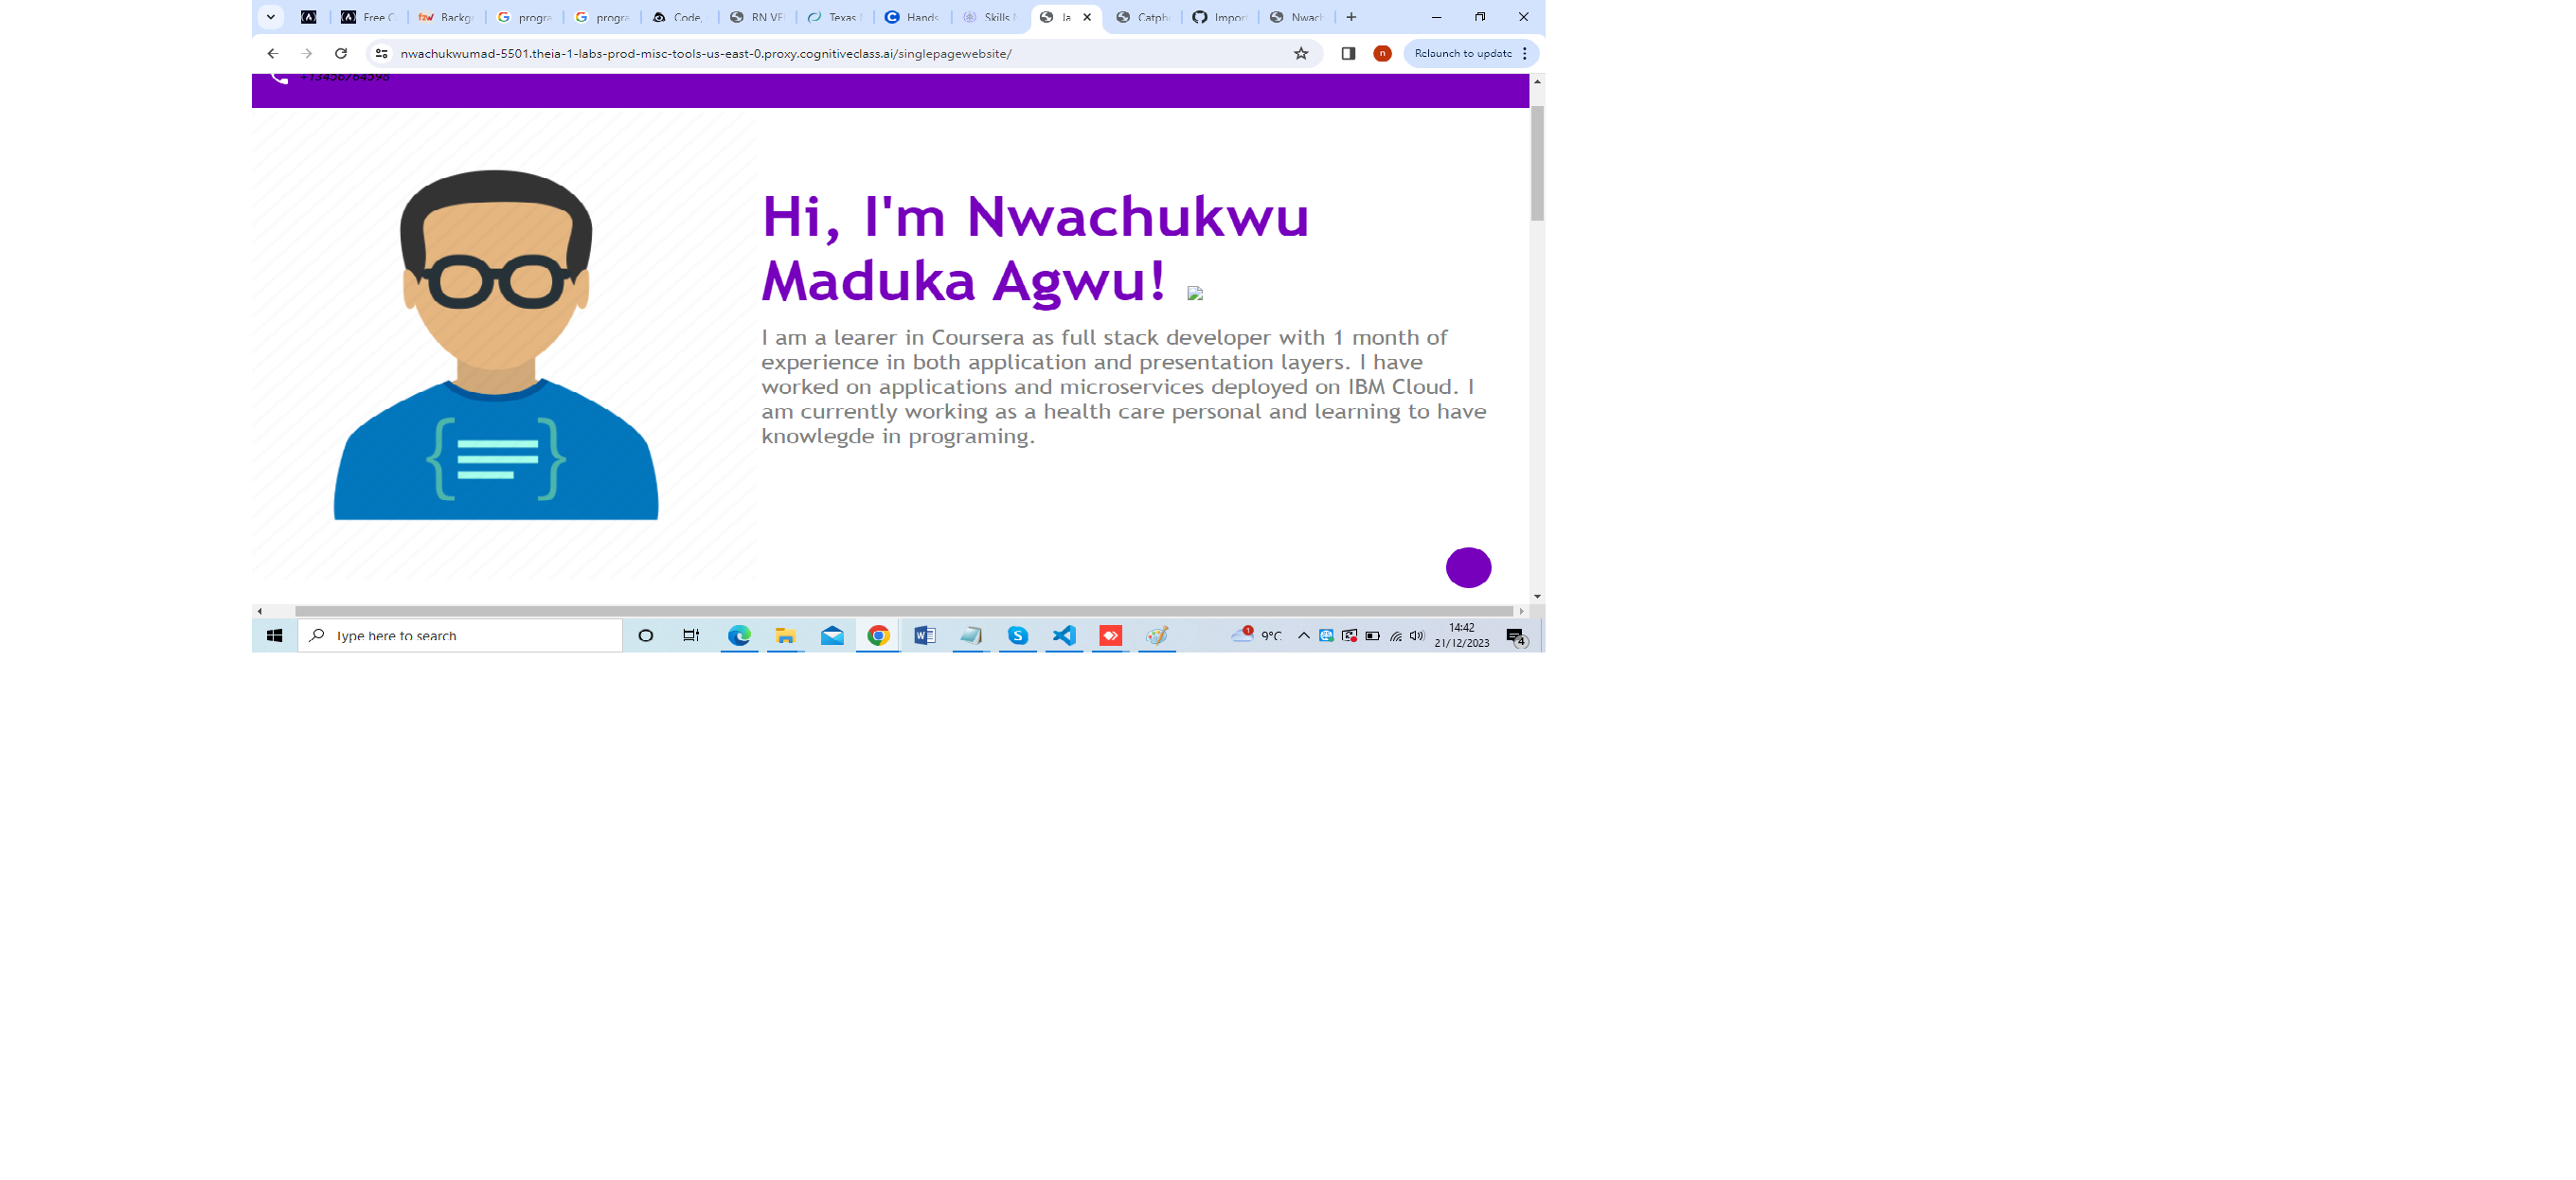 Free C
Backg
progra
progra
Code,
RN VE
Texas
Hands
Skills
Ja
Catph
Impor
Nwach
nwachukwumad-5501.theia-1-labs-prod-misc-tools-us-east-0.proxy.cognitiveclass.ai/singlepagewebsite/
n
Relaunch to update
+13456764598
Hi, I'm Nwachukwu
Maduka Agwu!
I am a learer in Coursera as full stack developer with 1 month of
experience in both application and presentation layers. I have
worked on applications and microservices deployed on IBM Cloud. I
am currently working as a health care personal and learning to have
knowlegde in programing.
Type here to search
1
9°C
14:42
21/12/2023
4